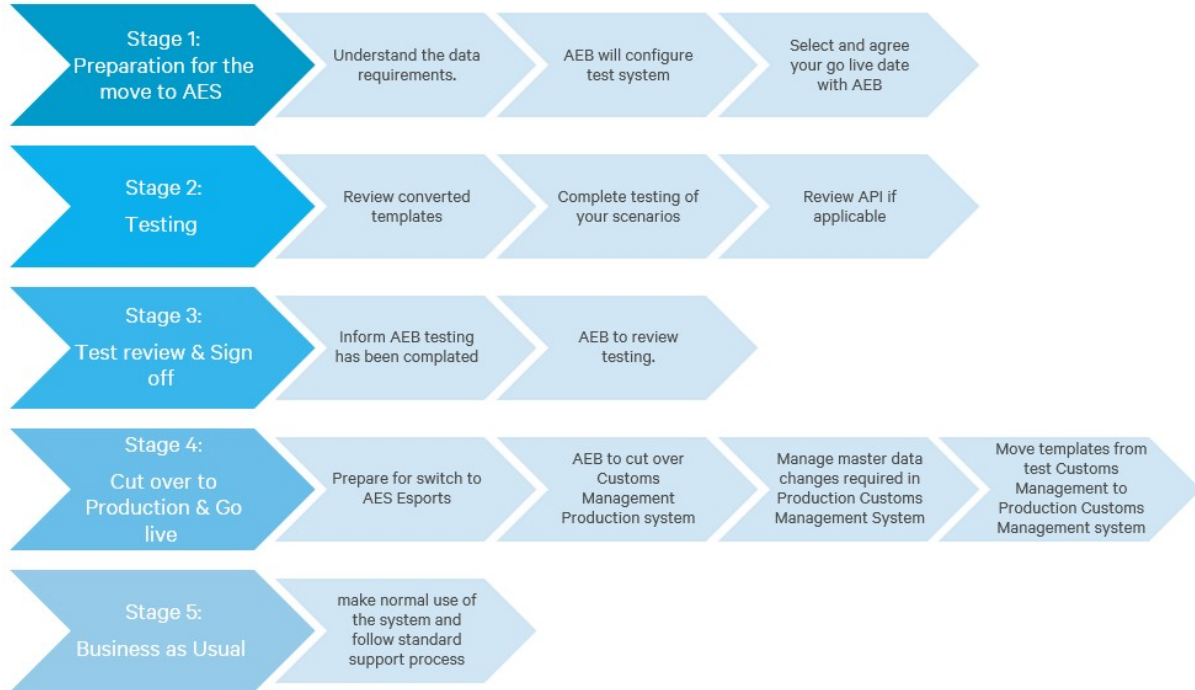 Stage 1:
Preparation for the
move to AES
Understand the data
requirements.
AEB will configure
test system
Select and agree
your go live date
with AEB
Stage 2:
Testing
Review converted
templates
Complete testing of
your scenarios
Review API if
applicable
Stage 3:
Test review & Sign
off
Inform AEB testing
has been complated
AEB to review
testing.
Stage 4:
Cut over to
Production & Go
live
Prepare for switch to
AES Esports
AEB to cut over
Customs
Management
Production system
Manage master data
changes required in
Production Customs
Management System
Move templates from
test Customs
Management to
Production Customs
Management system
Stage 5:
Business as Usual
make normal use of
the system and
follow standard
support process